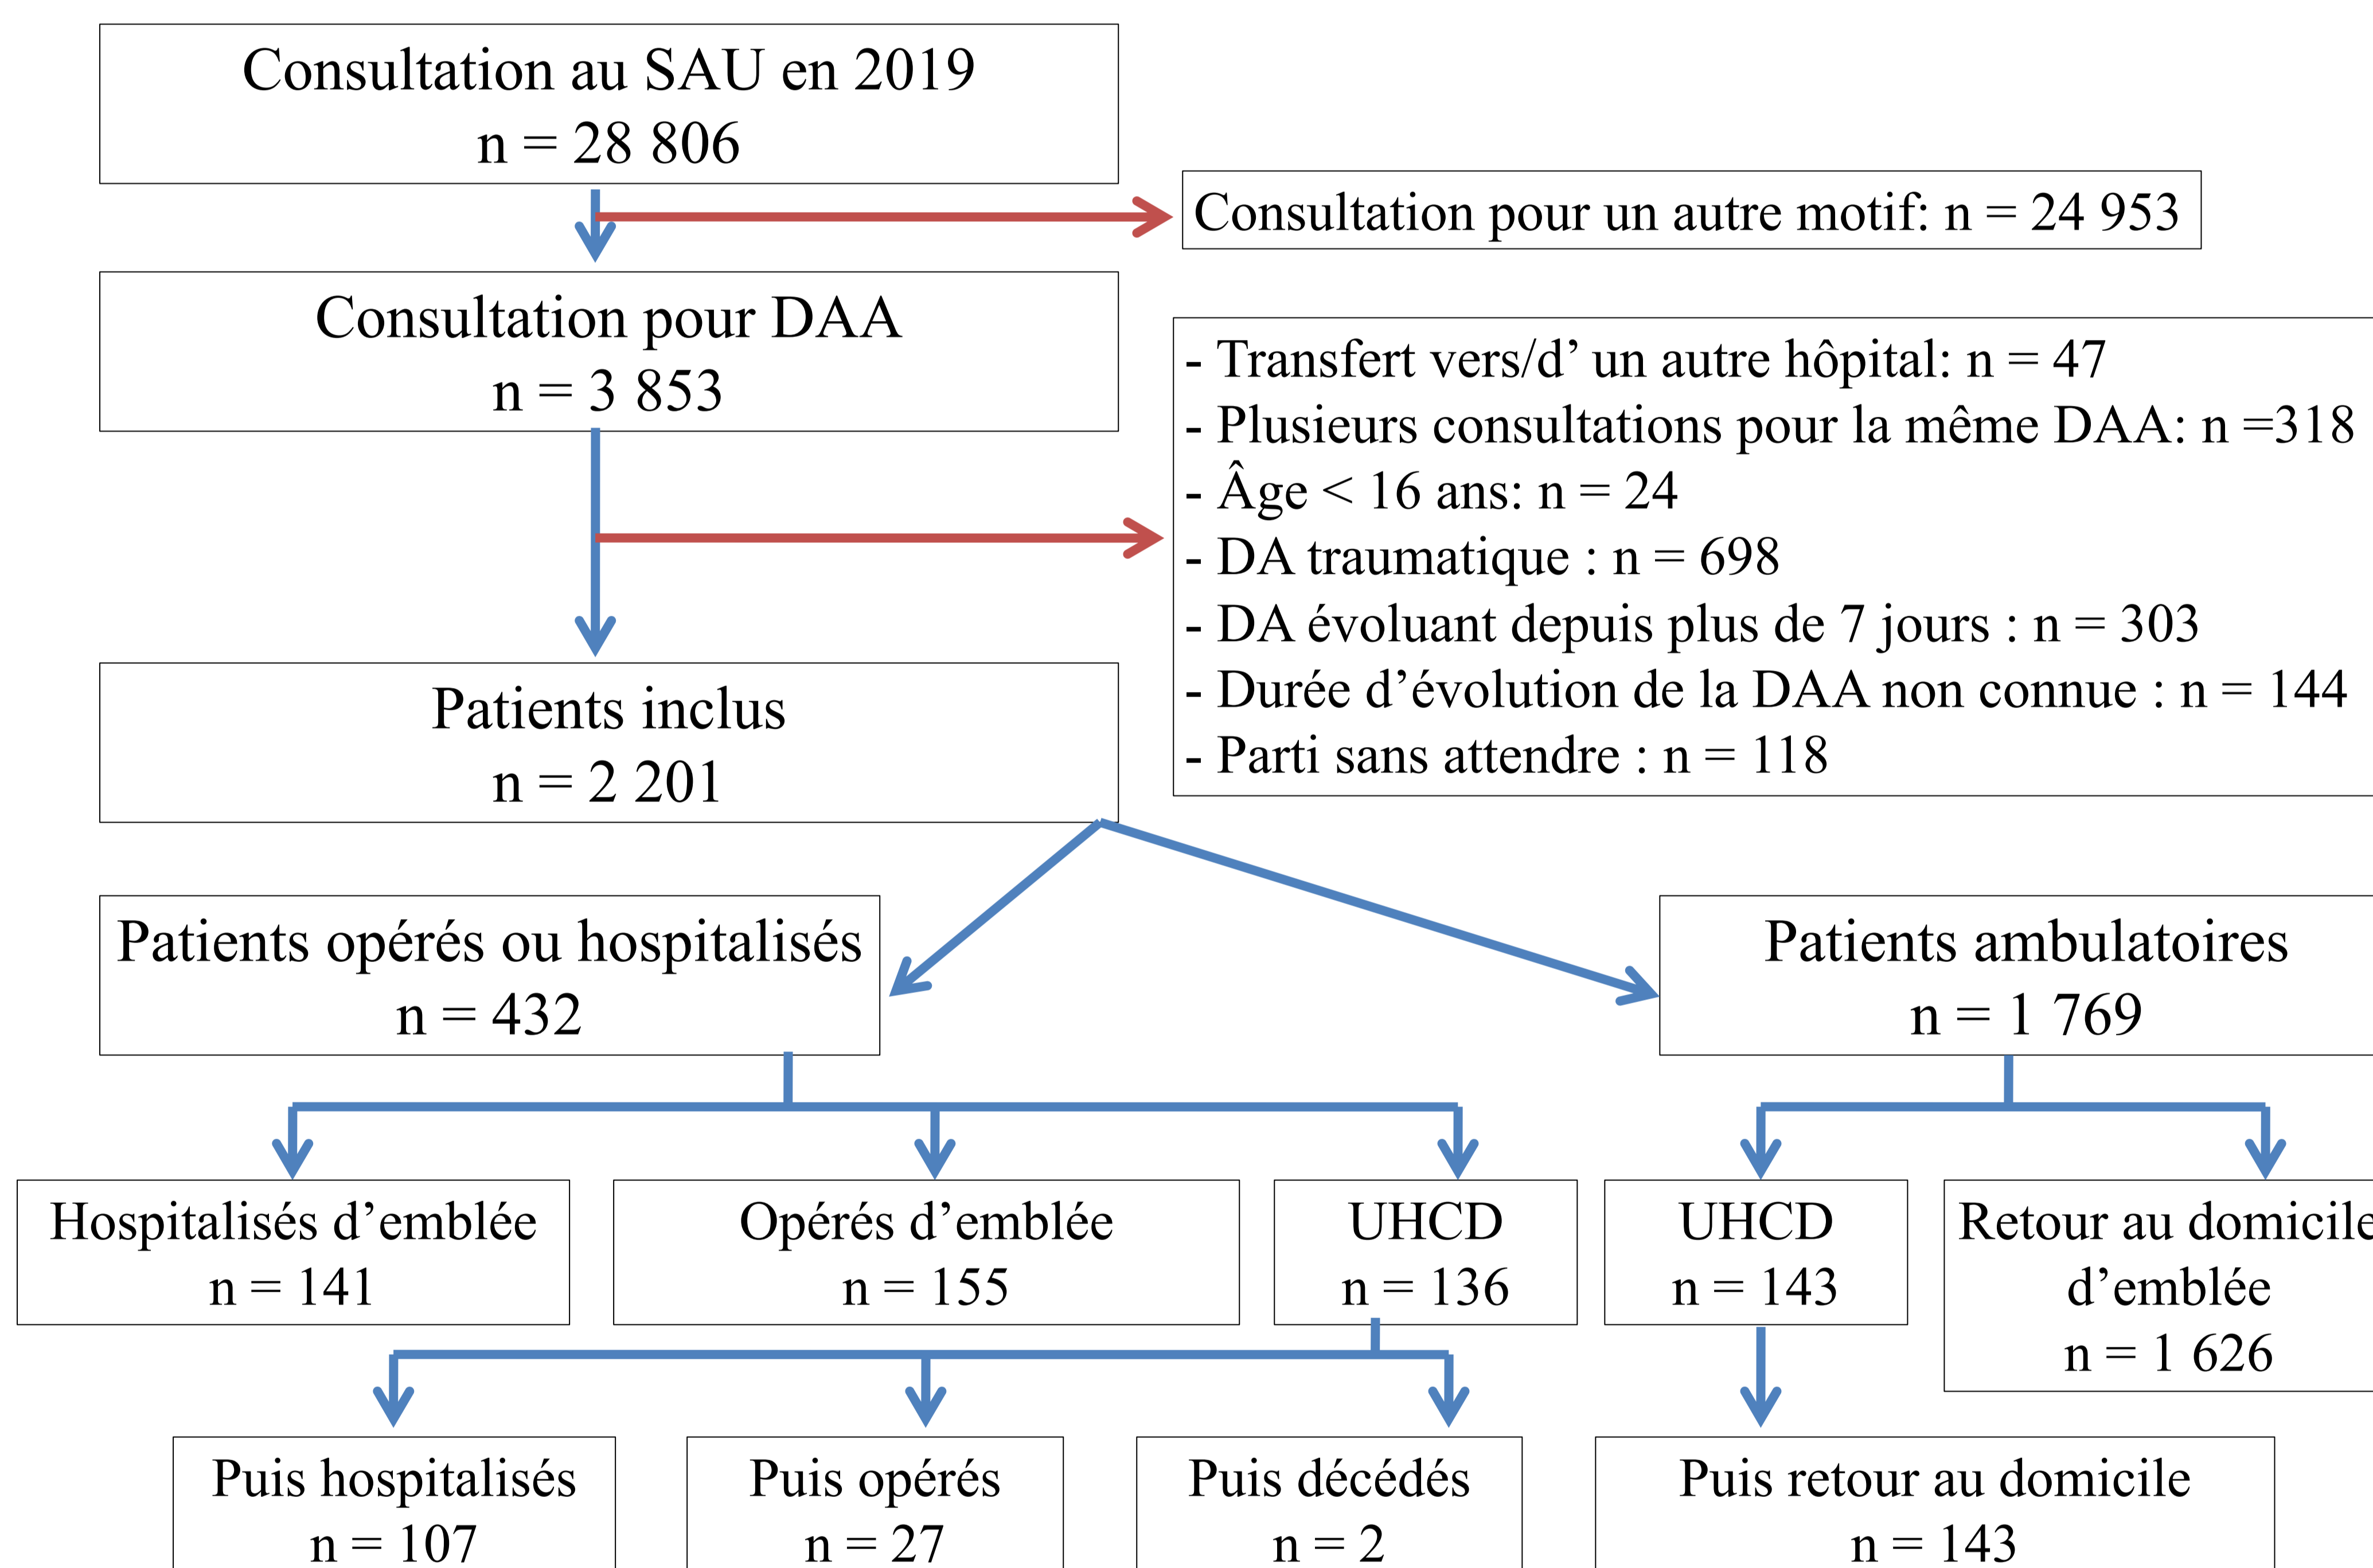 Consultation au SAU en 2019
n = 28 806
Consultation pour un autre motif: n = 24 953
Consultation pour DAA
n = 3 853
- Transfert vers/d’ un autre hôpital: n = 47
- Plusieurs consultations pour la même DAA: n =318
- Âge < 16 ans: n = 24
- DA traumatique : n = 698
- DA évoluant depuis plus de 7 jours : n = 303
- Durée d’évolution de la DAA non connue : n = 144
- Parti sans attendre : n = 118
Patients inclus
n = 2 201
Patients opérés ou hospitalisés
n = 432
Patients ambulatoires
n = 1 769
Hospitalisés d’emblée
n = 141
Opérés d’emblée
n = 155
UHCD
n = 136
UHCD
n = 143
Retour au domicile
d’emblée
n = 1 626
Puis hospitalisés
n = 107
Puis opérés
n = 27
Puis décédés
n = 2
Puis retour au domicile
n = 143